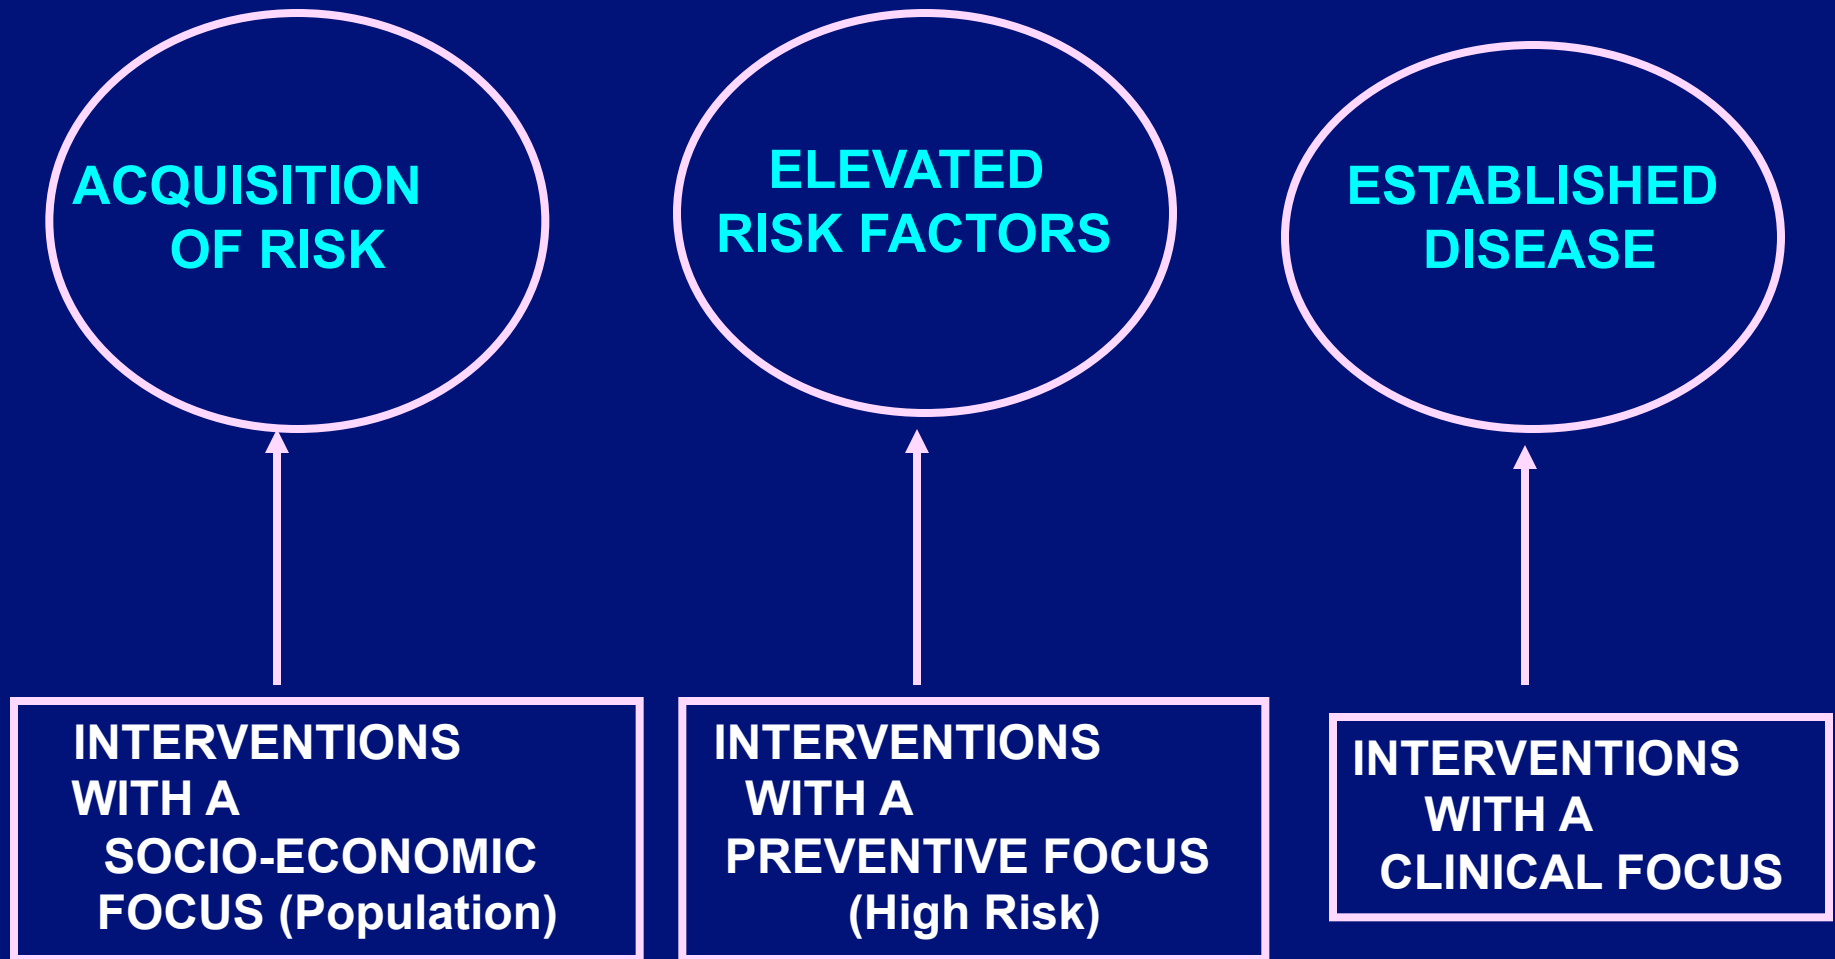 ACQUISITION
OF RISK
ELEVATED
RISK FACTORS
ESTABLISHED
DISEASE
INTERVENTIONS
WITH A
SOCIO-ECONOMIC
FOCUS (Population)
INTERVENTIONS
WITH A
PREVENTIVE FOCUS
(High Risk)
INTERVENTIONS
WITH A
CLINICAL FOCUS